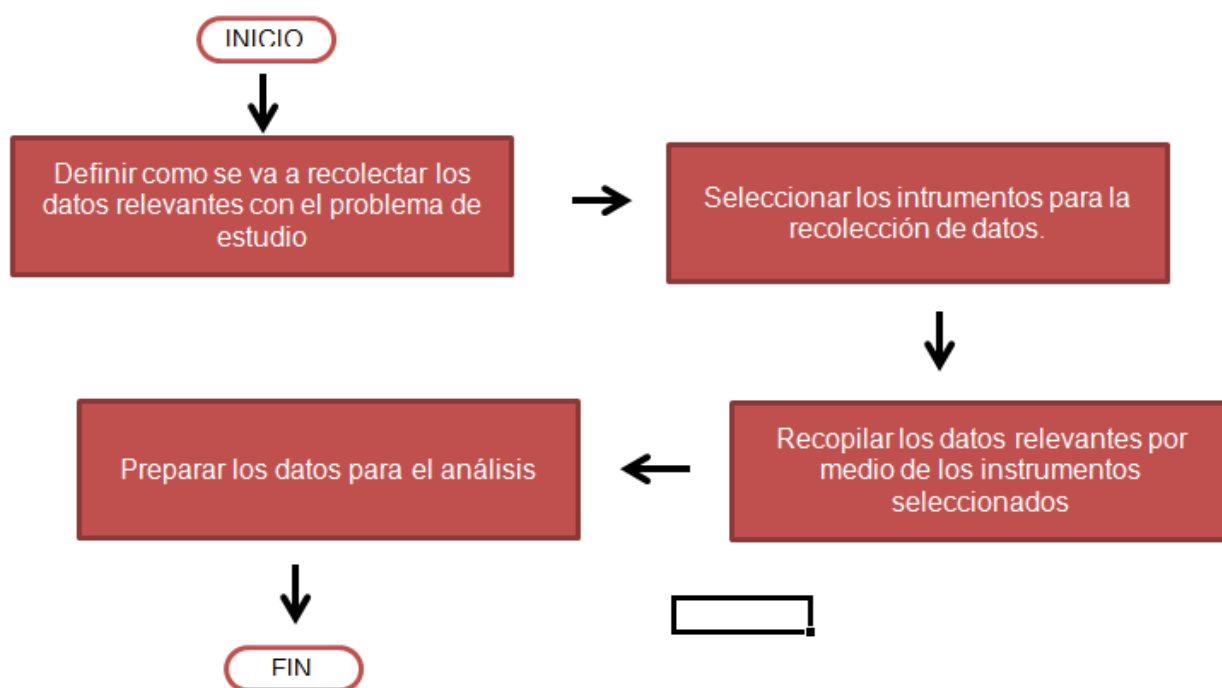 INICIO
Definir como se va a recolectar los
datos relevantes con el problema de
estudio
Seleccionar los intrumentos para la
recolección de datos.
Recopilar los datos relevantes por
medio de los instrumentos
seleccionados
Preparar los datos para el análisis
FIN